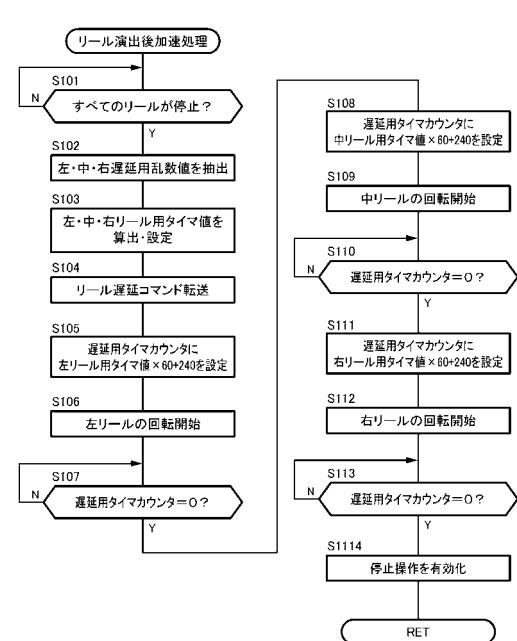 リール演出後加速処理
S101
N
すべてのリールが停止?
Y
S102
左・中・右遅延用乱数値を抽出
S103
左・中・右リール用タイマ値を
算出・設定
S104
リール遅延コマンド転送
S105
遅延用タイマカウンタに
左リール用タイマ値×60+240を設定
S106
左リールの回転開始
S107
N
遅延用タイマカウンタ=0?
Y
S108
遅延用タイマカウンタに
中リール用タイマ値×60+240を設定
S109
中リールの回転開始
S110
N
遅延用タイマカウンタ=0?
Y
S111
遅延用タイマカウンタに
右リール用タイマ値×60+240を設定
S112
右リールの回転開始
S113
N
遅延用タイマカウンタ=0?
Y
S1114
停止操作を有効化
RET